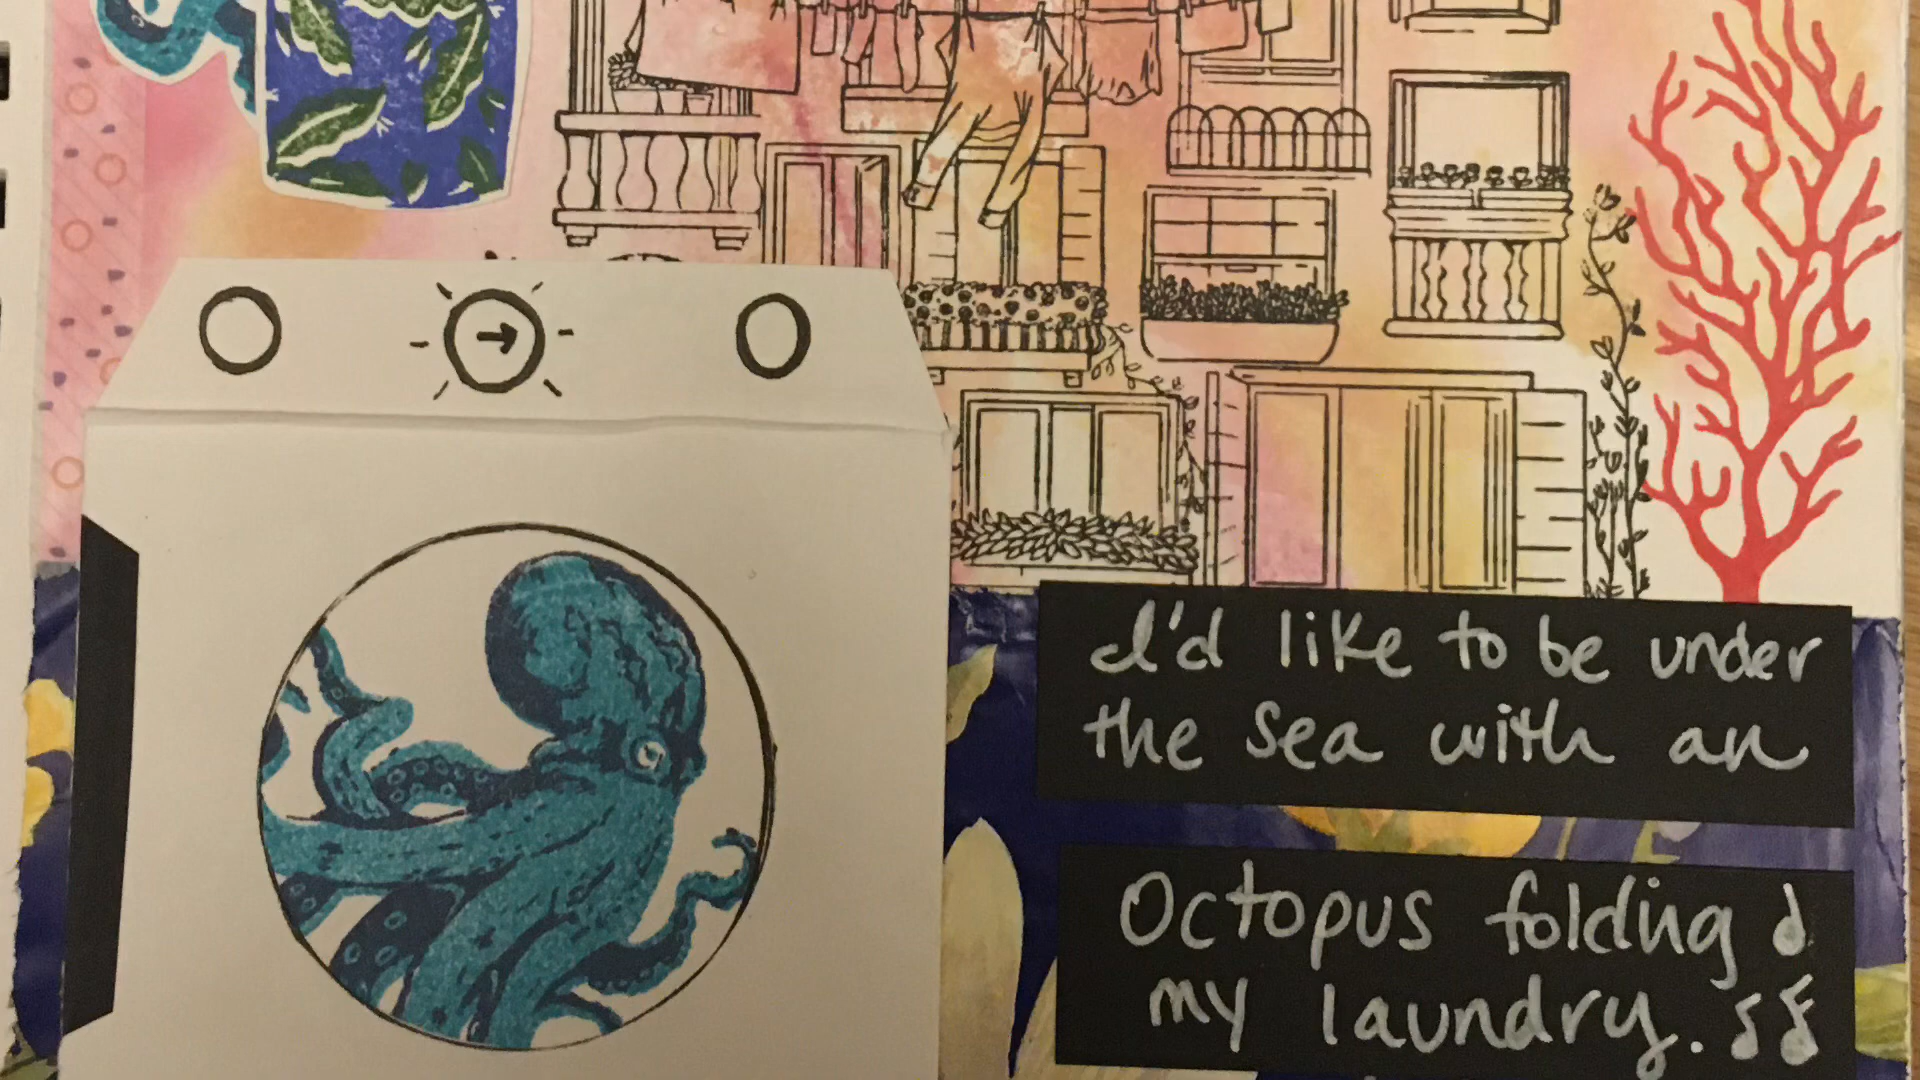 I'd like to be under
the sea with an
Octopus folding
my laundry.